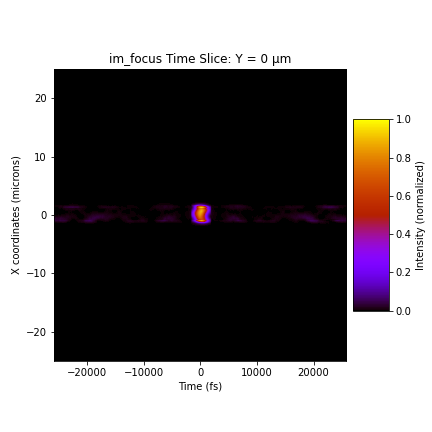 im_focus Time Slice: Y = 0 μm
20
10
0
−10
−20
X coordinates (microns)
−20000 −10000 0 10000 20000
Time (fs)
1.0
0.8
0.6
0.4
0.2
0.0
Intensity (normalized)